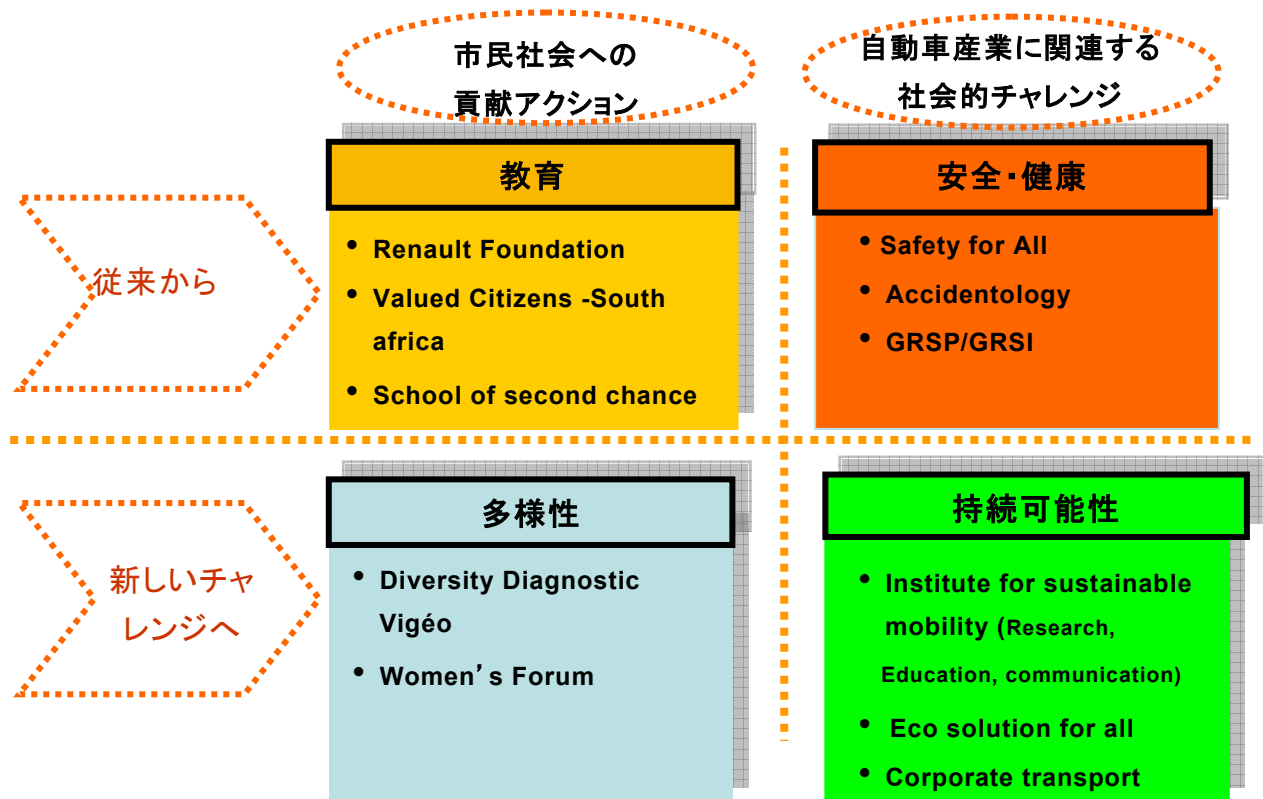 市民社会への
貢献アクション
自動車産業に関連する
社会的チャレンジ
従来から
教育
• Renault Foundation
• Valued Citizens -South
africa
• School of second chance
安全・健康
• Safety for All
• Accidentology
• GRSP/GRSI
新しいチャ
レンジへ
多様性
• Diversity Diagnostic
Vigéo
• Women’s Forum
持続可能性
• Institute for sustainable
mobility (Research,
Education, communication)
• Eco solution for all
• Corporate transport